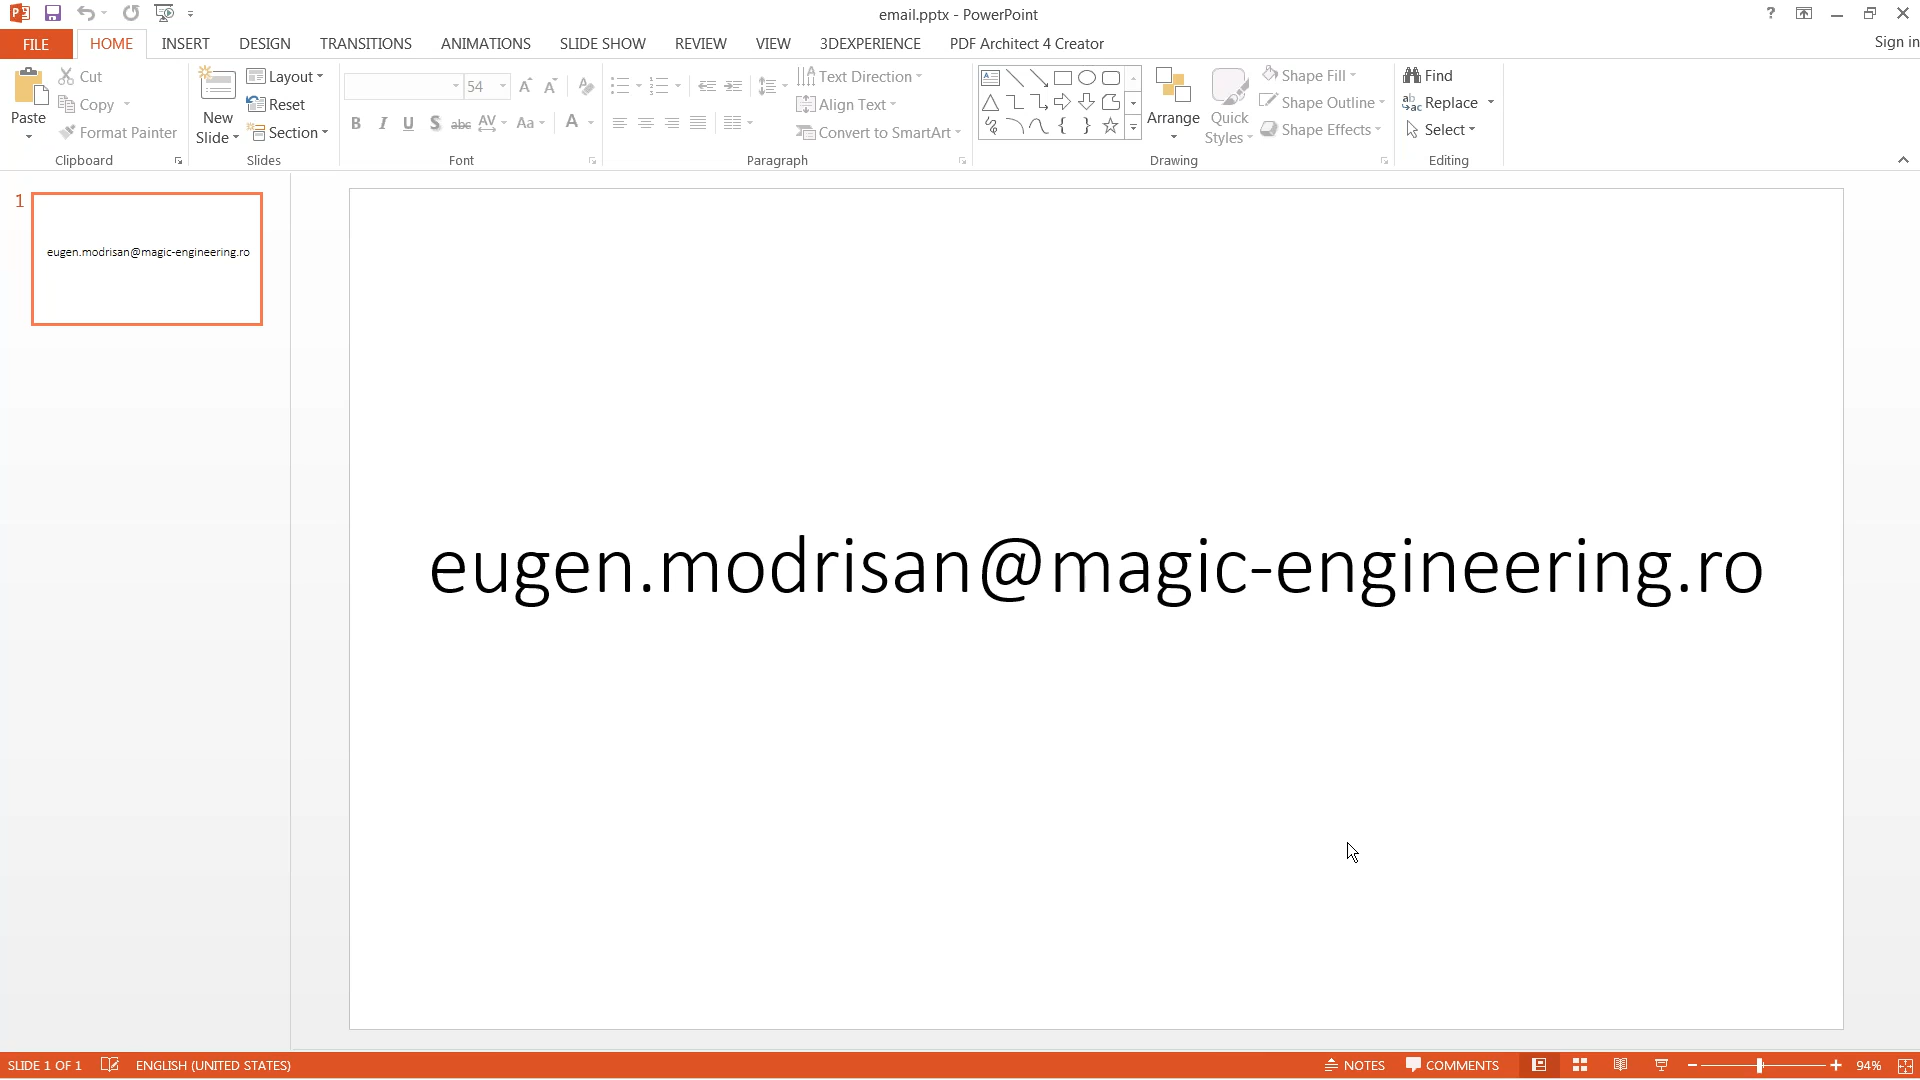 email.pptx - PowerPoint
?
FILE HOME INSERT DESIGN TRANSITIONS ANIMATIONS SLIDE SHOW REVIEW VIEW 3DEXPERIENCE PDF Architect 4 Creator Sign in
Paste
Cut
Copy
Format Painter
Clipboard
New
Slide
Layout
Reset
Section
Slides
54
B I U S abc AV Aa A
Font
Text Direction
Align Text
Convert to SmartArt
Paragraph
Arrange
Quick
Styles
Shape Fill
Shape Outline
Shape Effects
Drawing
Find
Replace
Select
Editing
1
eugen.modrisan@magic-engineering.ro
eugen.modrisan@magic-engineering.ro
SLIDE 1 OF 1 ENGLISH (UNITED STATES) NOTES COMMENTS 94%